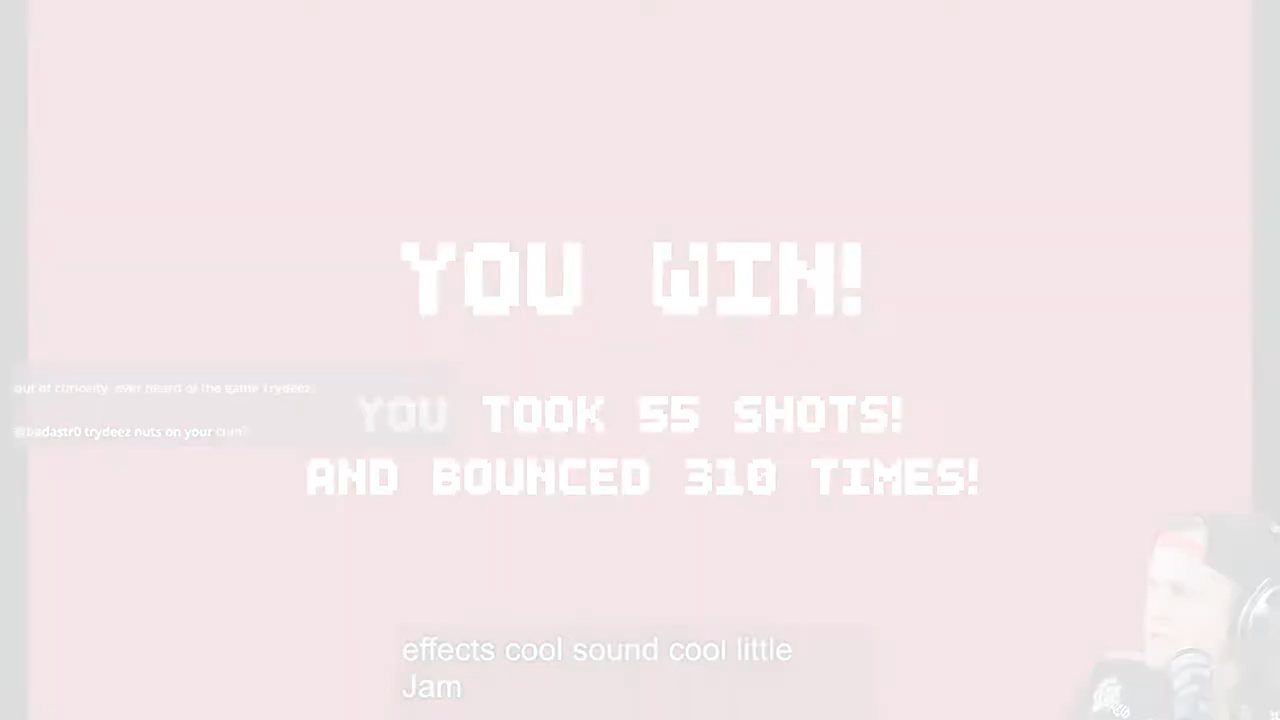 YOU WIN!
out of curiosity, ever heard of the game Trydeez
@badastr0 trydeez nuts on your
YOU TOOK 55 SHOTS!
AND BOUNCED 310 TIMES!
effects cool sound cool little
Jam